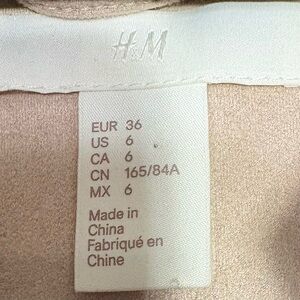 H&M
EUR 36
US 6
CA 6
CN 165/84A
MX 6
Made in
China
Fabriqué en
Chine